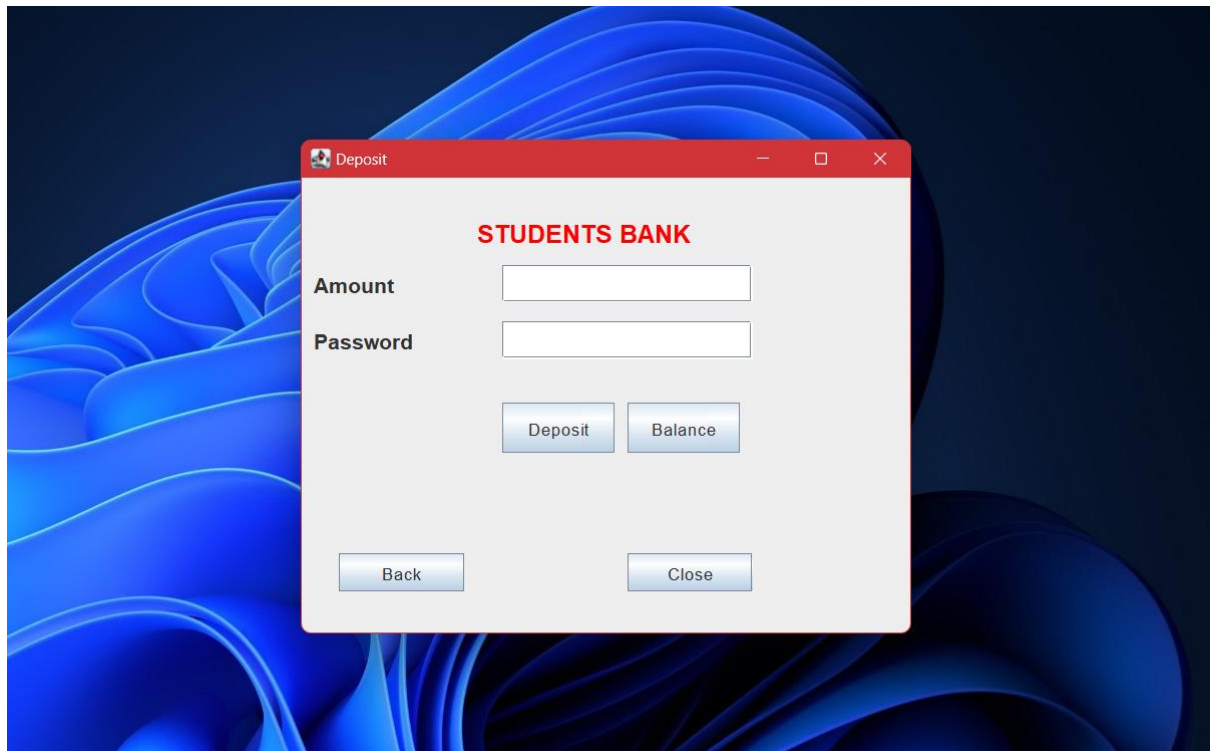 Deposit
STUDENTS BANK
Amount
Password
Deposit Balance
Back Close